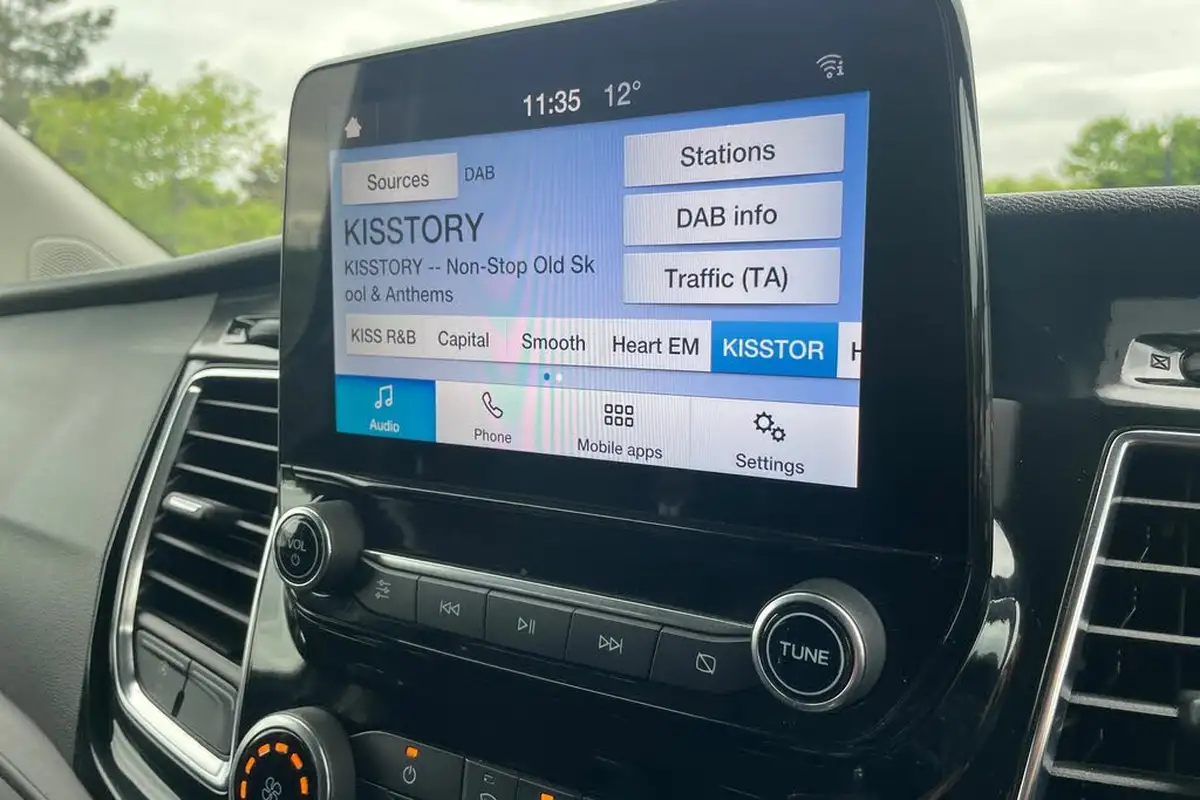 11:35 12°
Sources DAB
Stations
KISSTORY
DAB info
KISSTORY -- Non-Stop Old Sk
ool & Anthems
Traffic (TA)
KISS R&B Capital Smooth Heart EM KISSTOR H
Audio Phone Mobile apps Settings
VOL
TUNE